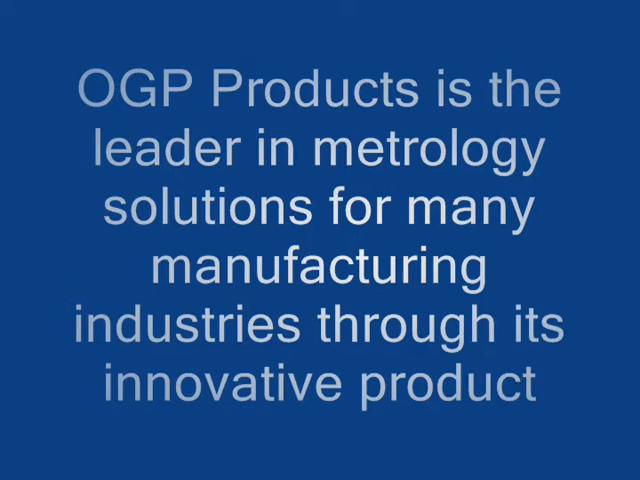 OGP Products is the
leader in metrology
solutions for many
manufacturing
industries through its
innovative product